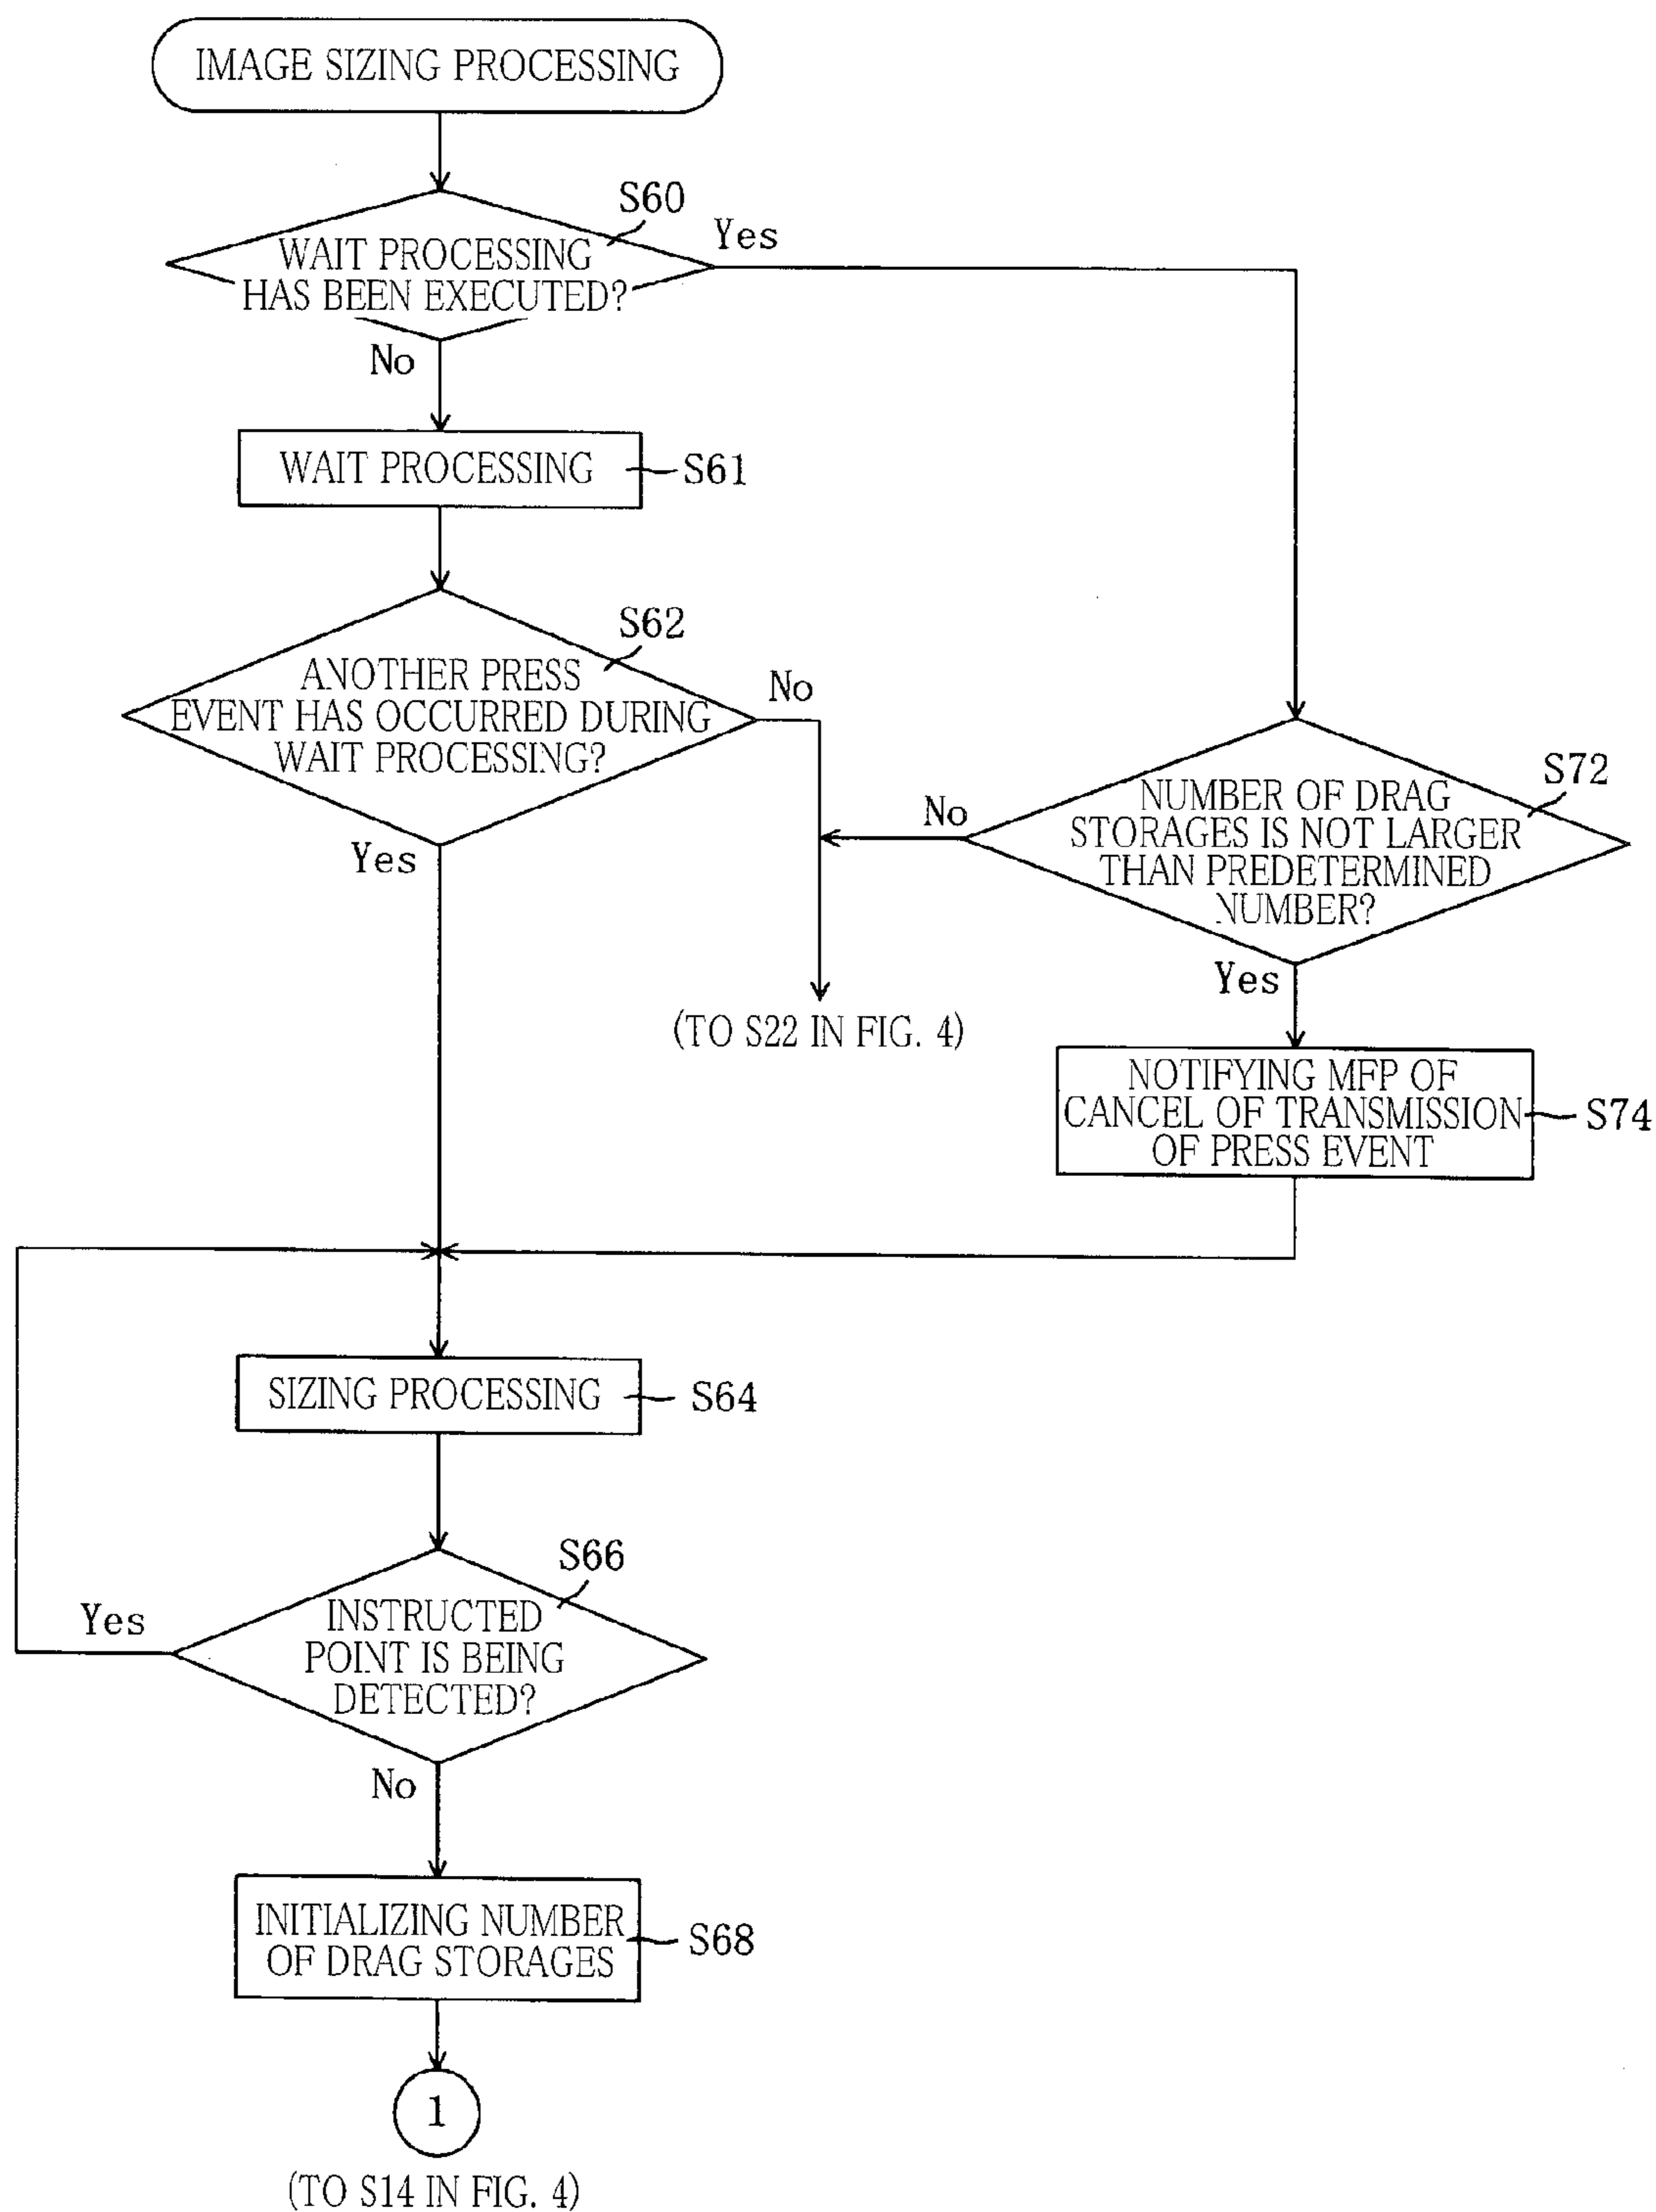 IMAGE SIZING PROCESSING
S60
Yes
WAIT PROCESSING
HAS BEEN EXECUTED?
No
WAIT PROCESSING
S61
S62
ANOTHER PRESS
EVENT HAS OCCURRED DURING
WAIT PROCESSING?
No
Yes
S72
NUMBER OF DRAG
STORAGES IS NOT LARGER
THAN PREDETERMINED
NUMBER?
No
Yes
(TO S22 IN FIG. 4)
NOTIFYING MFP OF
CANCEL OF TRANSMISSION
OF PRESS EVENT
S74
SIZING PROCESSING
S64
S66
INSTRUCTED
POINT IS BEING
DETECTED?
Yes
No
INITIALIZING NUMBER
OF DRAG STORAGES
S68
1
(TO S14 IN FIG. 4)